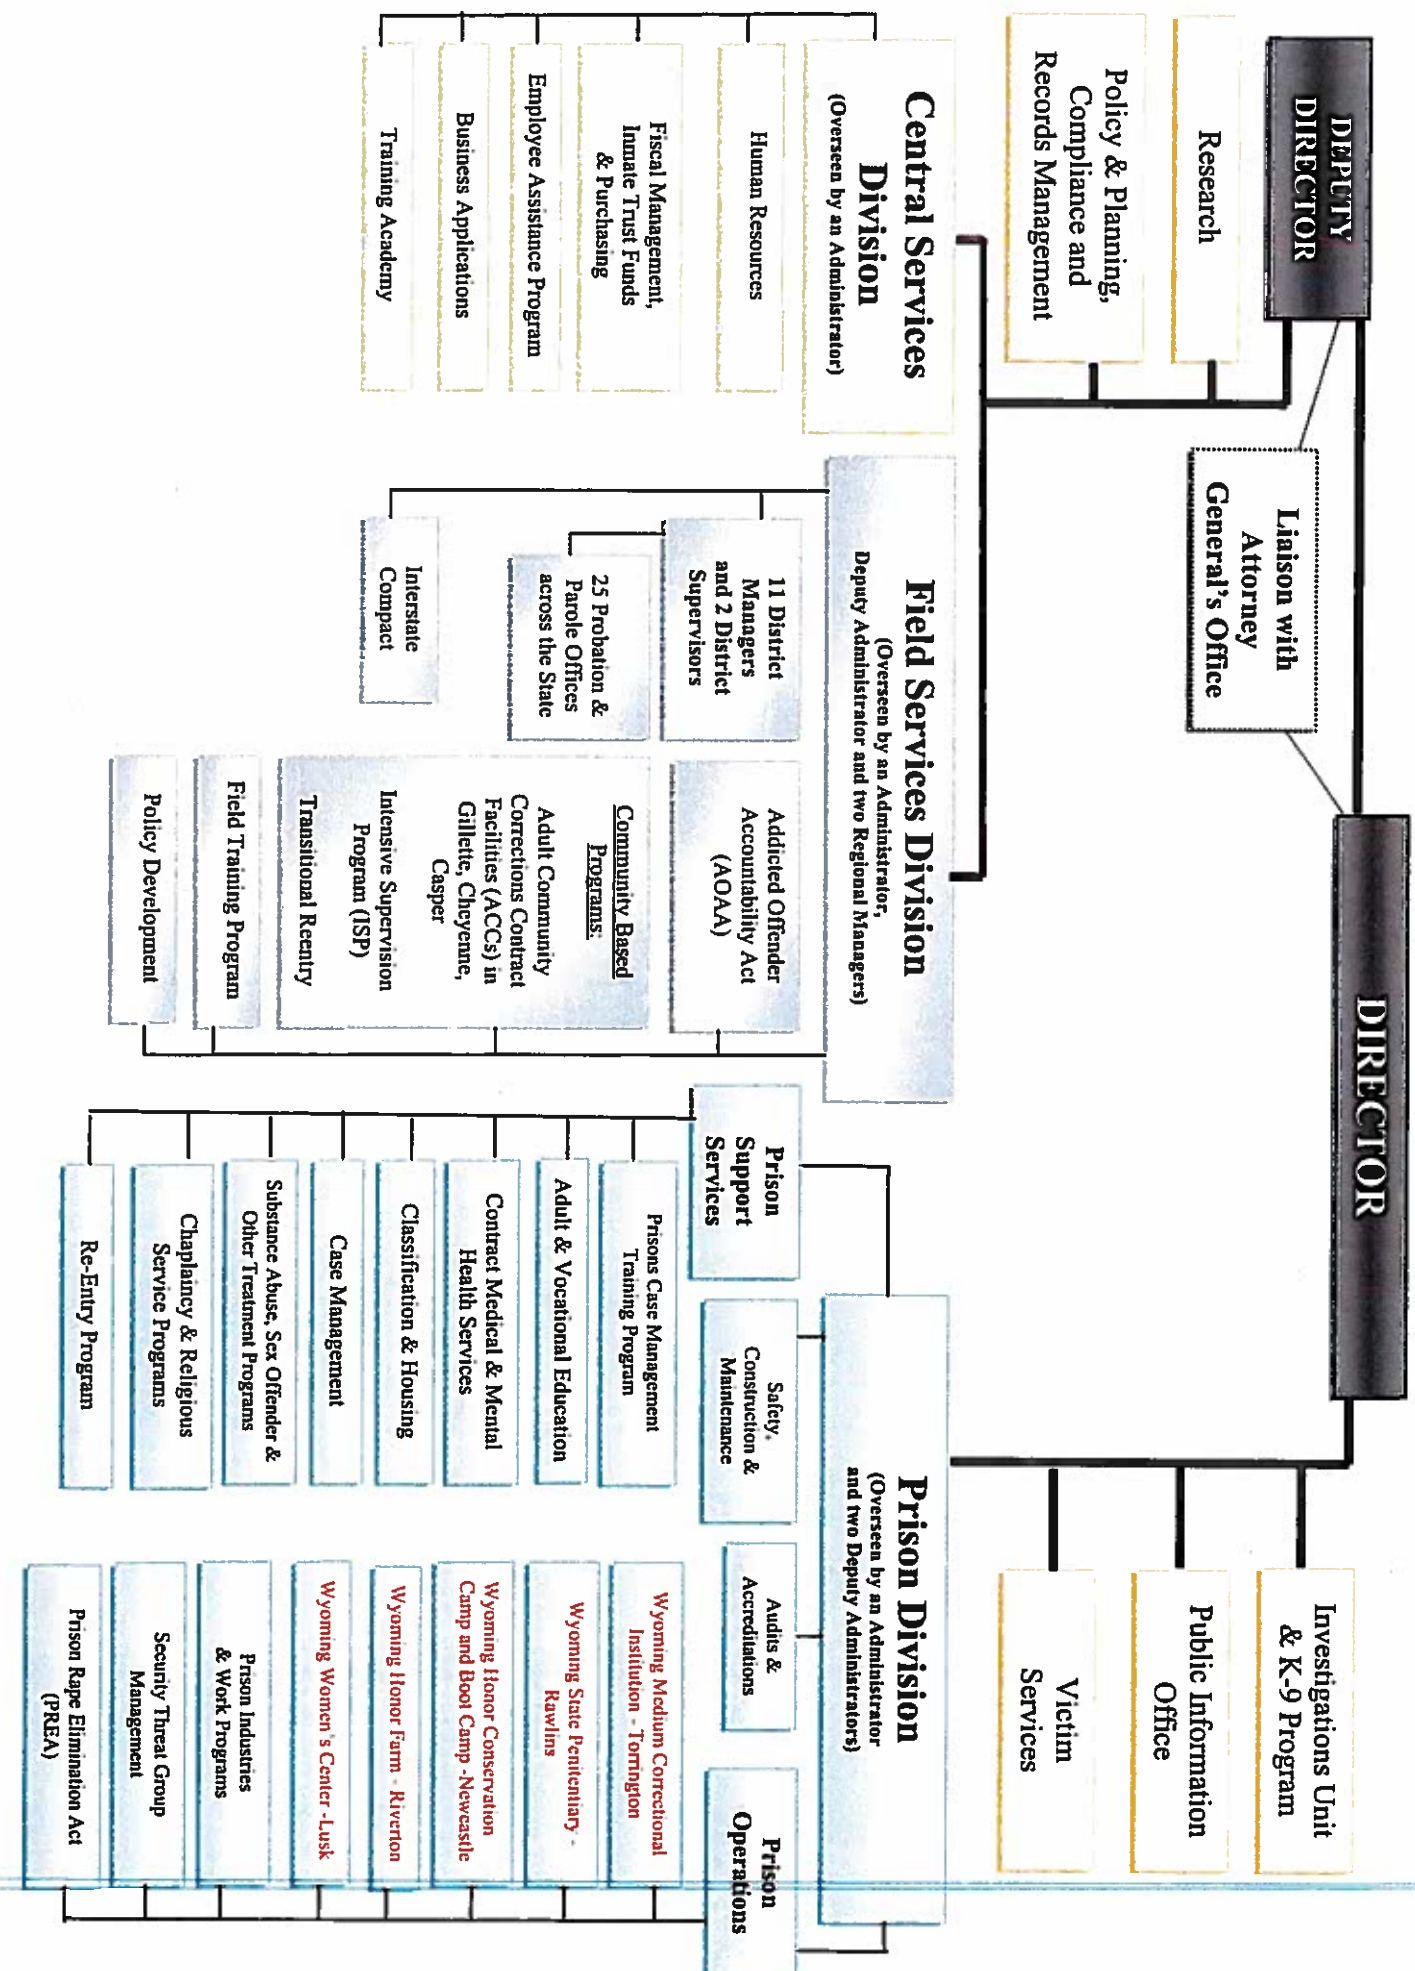 DIRECTOR
DEPUTY
DIRECTOR
Liaison with
Attorney
General's Office
Research
Policy & Planning,
Compliance and
Records Management
Investigations Unit
& K-9 Program
Public Information
Office
Victim
Services
Central Services
Division
(Overseen by an Administrator)
Human Resources
Fiscal Management,
Inmate Trust Funds
& Purchasing
Employee Assistance Program
Business Applications
Training Academy
Field Services Division
(Overseen by an Administrator,
Deputy Administrator and two Regional Managers)
11 District
Managers
and 2 District
Supervisors
25 Probation &
Parole Offices
across the State
Interstate
Compact
Addicted Offender
Accountability Act
(AOAA)
Community Based
Programs:
Adult Community
Corrections Contract
Facilities (ACCs) in
Gillette, Cheyenne,
Casper
Intensive Supervision
Program (ISP)
Transitional Reentry
Field Training Program
Policy Development
Prison Division
(Overseen by an Administrator
and two Deputy Administrators)
Prison
Support
Services
Safety,
Construction &
Maintenance
Audits &
Accreditations
Prison
Operations
Prisons Case Management
Training Program
Adult & Vocational Education
Contract Medical & Mental
Health Services
Classification & Housing
Case Management
Substance Abuse, Sex Offender &
Other Treatment Programs
Chaplaincy & Religious
Service Programs
Re-Entry Program
Wyoming Medium Correctional
Institution - Torrington
Wyoming State Penitentiary -
Rawlins
Wyoming Honor Conservation
Camp and Boot Camp -Newcastle
Wyoming Honor Farm - Riverton
Wyoming Women's Center -Lusk
Prison Industries
& Work Programs
Security Threat Group
Management
Prison Rape Elimination Act
(PREA)